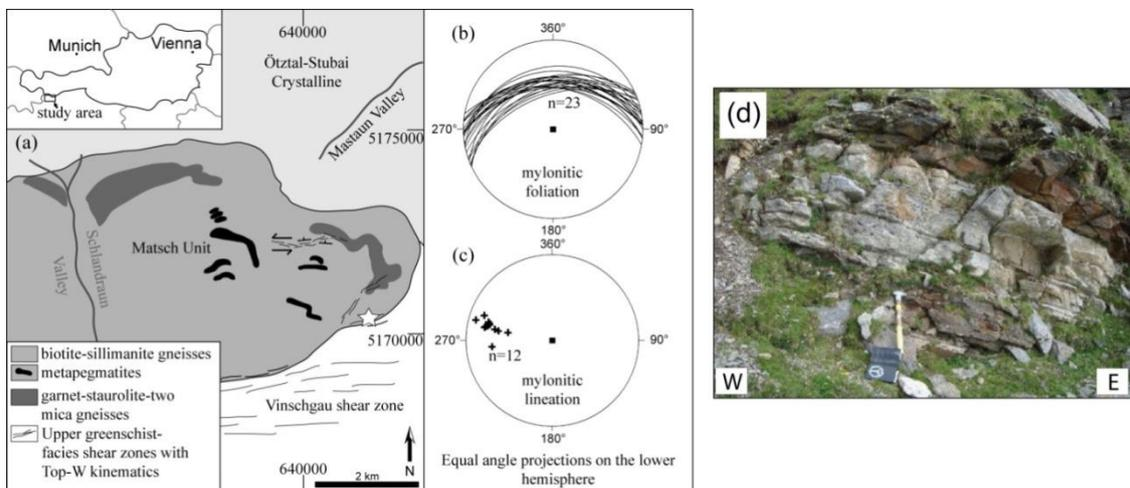 640000
Munich
Vienna
study area
Ötztal-Stubai
Crystalline
Mastaun Valley
5175000
(a)
Matsch Unit
Schlandraun
Valley
5170000
biotite-sillimanite gneisses
metapegmatites
garnet-staurolite-two
mica gneisses
Upper greenschist-
facies shear zones with
Top-W kinematics
Vinschgau shear zone
640000
2 km
N
(b)
360°
n=23
270°
90°
mylonitic
foliation
180°
(c)
360°
270°
90°
n=12
mylonitic
lineation
180°
Equal angle projections on the lower
hemisphere
(d)
W
E